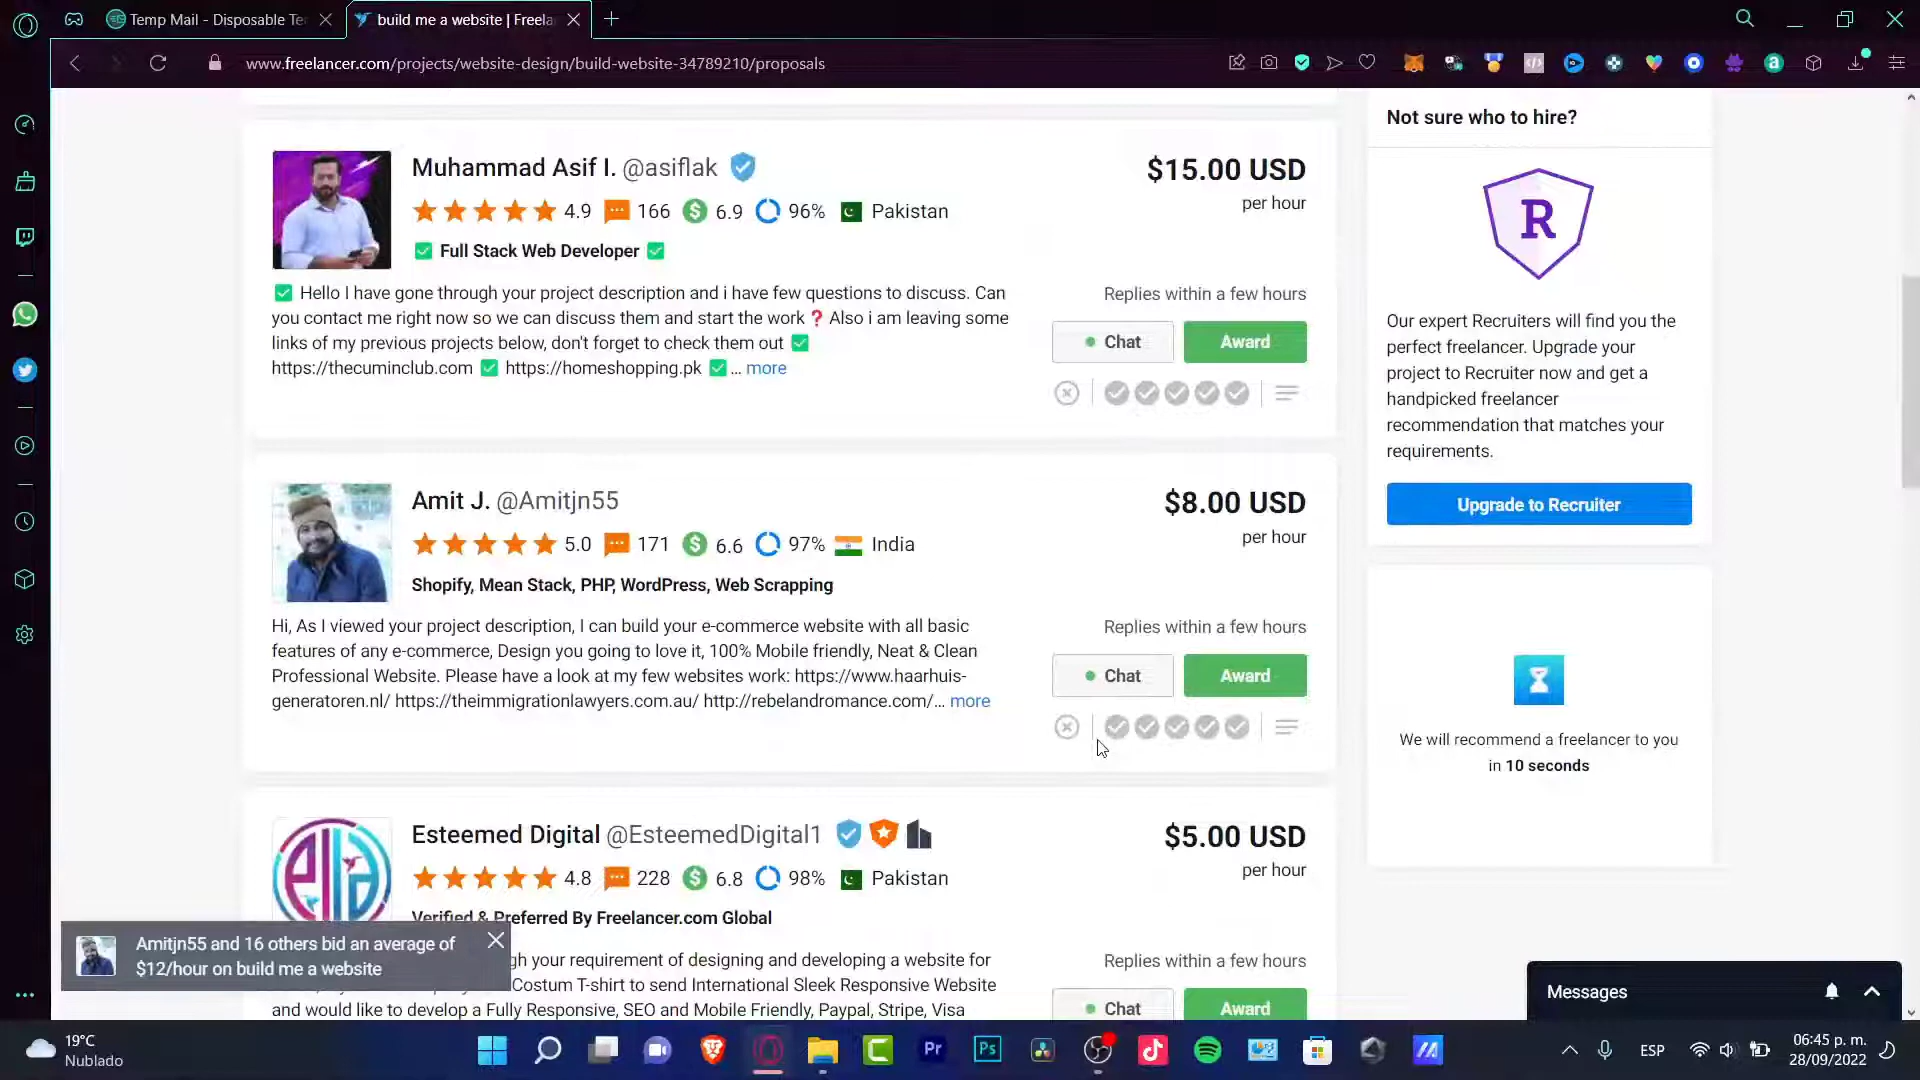 Temp Mail - Disposable Te
build me a website | Freela
www.freelancer.com/projects/website-design/build-website-34789210/proposals
Muhammad Asif I. @asiflak
$15.00 USD
per hour
4.9 166 6.9 96% Pakistan
✅ Full Stack Web Developer ✅
✅ Hello I have gone through your project description and i have few questions to discuss. Can
you contact me right now so we can discuss them and start the work ❓ Also i am leaving some
links of my previous projects below, don't forget to check them out ✅
https://thecuminclub.com ✅ https://homeshopping.pk ✅ ... more
Replies within a few hours
Chat
Award
Amit J. @Amitjn55
$8.00 USD
per hour
5.0 171 6.6 97% India
Shopify, Mean Stack, PHP, WordPress, Web Scrapping
Hi, As I viewed your project description, I can build your e-commerce website with all basic
features of any e-commerce, Design you going to love it, 100% Mobile friendly, Neat & Clean
Professional Website. Please have a look at my few websites work: https://www.haarhuis-
generatoren.nl/ https://theimmigrationlawyers.com.au/ http://rebelandromance.com/... more
Replies within a few hours
Chat
Award
Esteemed Digital @EsteemedDigital1
$5.00 USD
per hour
4.8 228 6.8 98% Pakistan
Verified & Preferred By Freelancer.com Global
gh your requirement of designing and developing a website for
Costum T-shirt to send International Sleek Responsive Website
and would like to develop a Fully Responsive, SEO and Mobile Friendly, Paypal, Stripe, Visa
Replies within a few hours
Chat
Award
Amitjn55 and 16 others bid an average of
$12/hour on build me a website
Not sure who to hire?
R
Our expert Recruiters will find you the
perfect freelancer. Upgrade your
project to Recruiter now and get a
handpicked freelancer
recommendation that matches your
requirements.
Upgrade to Recruiter
We will recommend a freelancer to you
in 10 seconds
Messages
19°C
Nublado
Pr
Ps
ESP
06:45 p. m.
28/09/2022